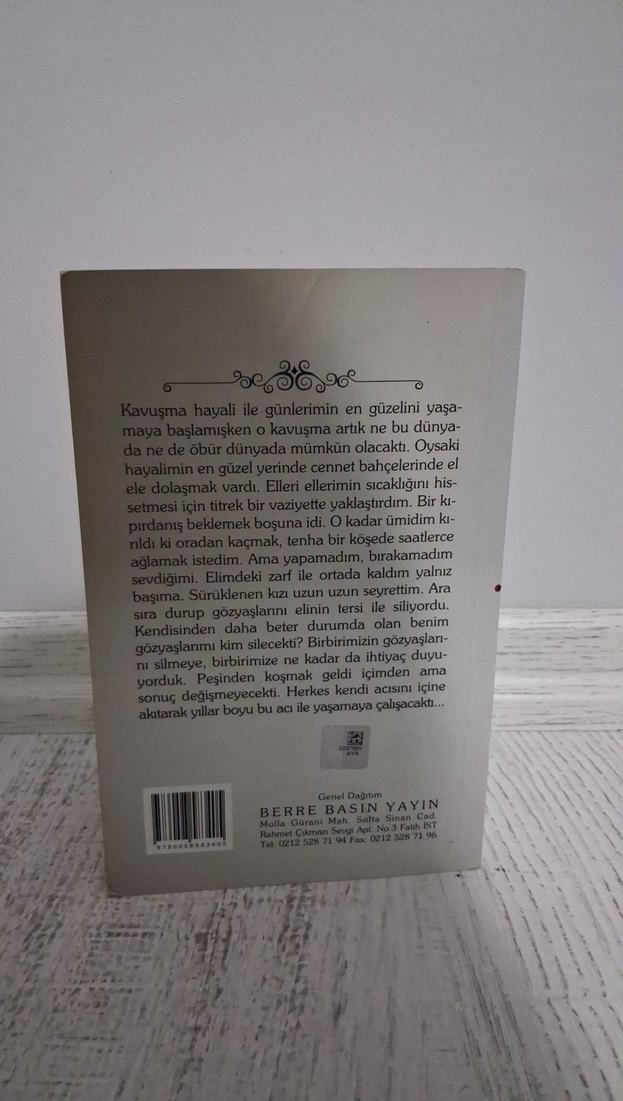 Kavuşma hayali ile günlerimin en güzelini yaşa-
maya başlamışken o kavuşma artık ne bu dünya-
da ne de öbür dünyada mümkün olacaktı. Oysaki
hayalimin en güzel yerinde cennet bahçelerinde el
ele dolaşmak vardı. Elleri ellerimin sıcaklığını his-
setmesi için titrek bir vaziyette yaklaştırdım. Bir kı-
pırdanış beklemek boşuna idi. O kadar ümidim kı-
rıldı ki oradan kaçmak, tenha bir köşede saatlerce
ağlamak istedim. Ama yapamadım, bırakamadım
sevdiğimi. Elimdeki zarf ile ortada kaldım yalnız
başıma. Sürüklenen kızı uzun uzun seyrettim. Ara
sıra durup gözyaşlarını elinin tersi ile siliyordu.
Kendisinden daha beter durumda olan benim
gözyaşlarımı kim silecekti? Birbirimizin gözyaşları-
nı silmeye, birbirimize ne kadar da ihtiyaç duyu-
yorduk. Peşinden koşmak geldi içimden ama
sonuç değişmeyecekti. Herkes kendi acısını içine
akıtarak yıllar boyu bu acı ile yaşamaya çalışacaktı...
AYN
Genel Dağıtım
BERRE BASIN YAYIN
Molla Gürani Mah. Softa Sinan Cad.
Rahmet Çıkmazı Sevgi Apt. No.3 Fatih İST
Tel: 0212 528 71 94 Fax: 0212 528 71 96